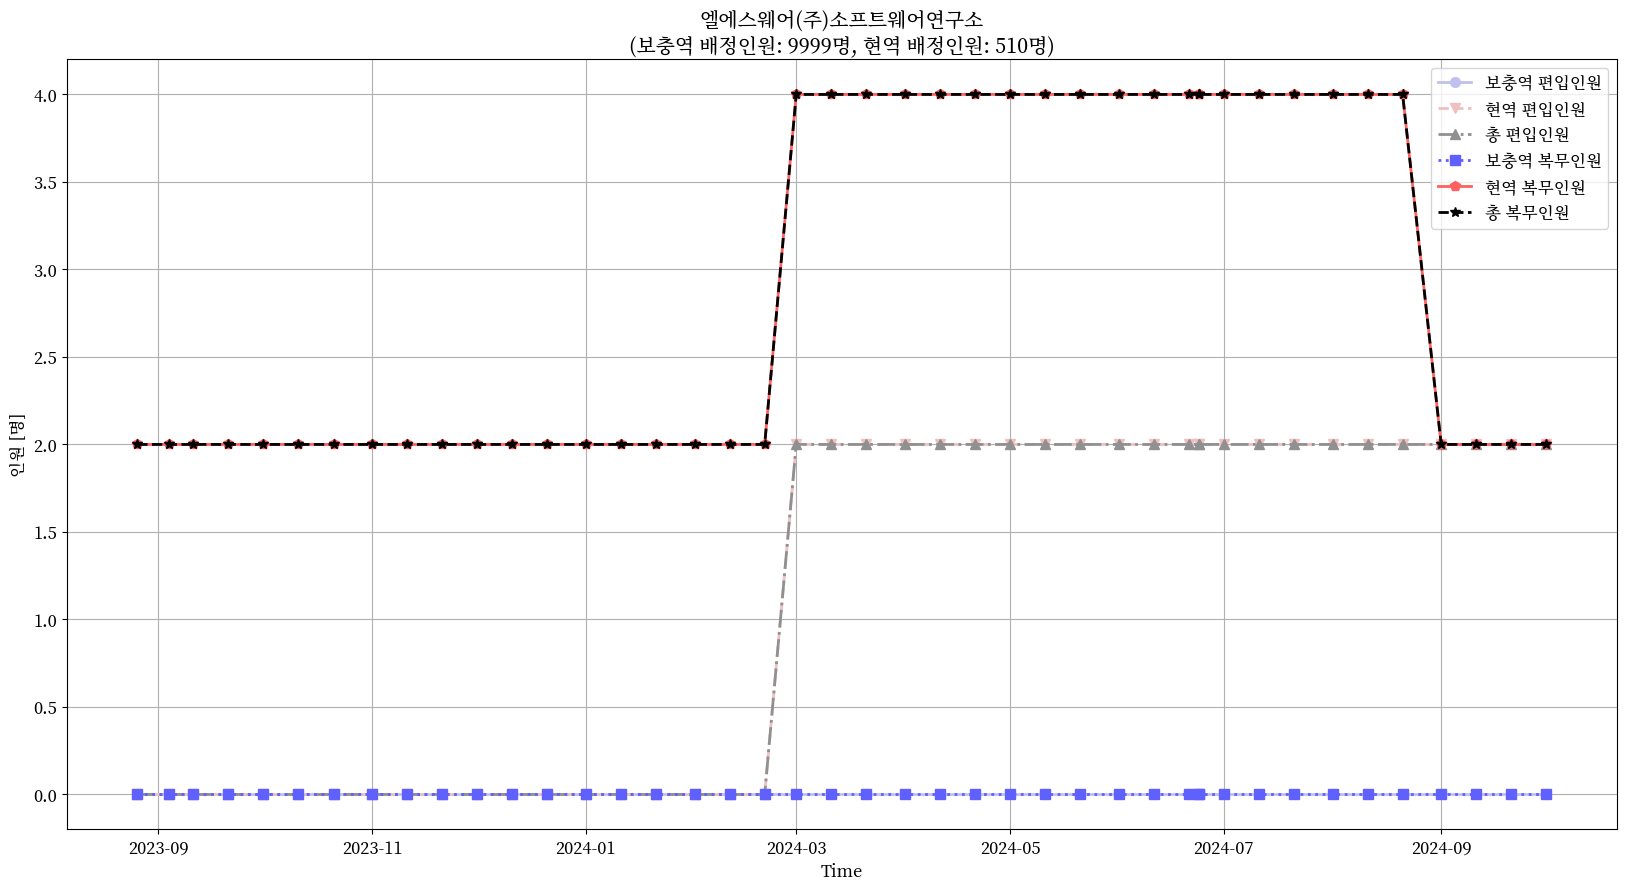 엘에스웨어(주)소프트웨어연구소
(보충역 배정인원: 9999명, 현역 배정인원: 510명)
보충역 편입인원
현역 편입인원
총 편입인원
보충역 복무인원
현역 복무인원
총 복무인원
인원 [명]
4.0
3.5
3.0
2.5
2.0
1.5
1.0
0.5
0.0
2023-09
2023-11
2024-01
2024-03
2024-05
2024-07
2024-09
Time